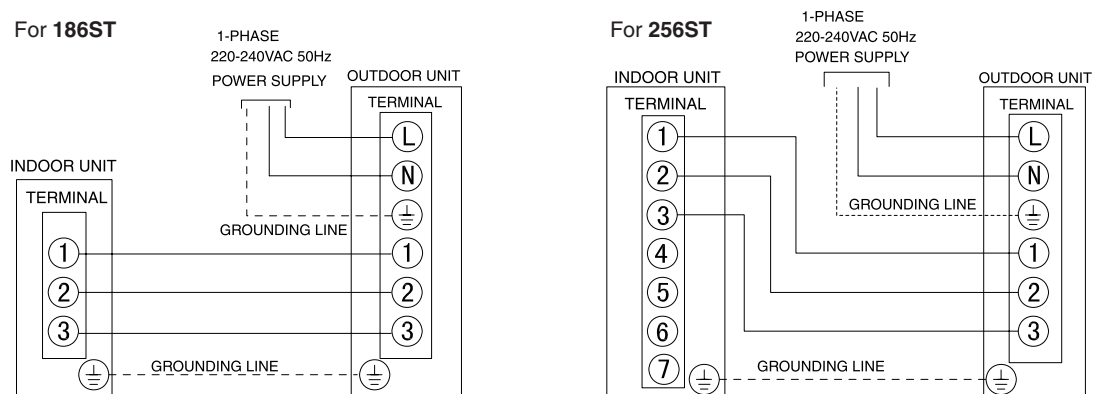 For 186ST
1-PHASE
220-240VAC 50Hz
POWER SUPPLY
OUTDOOR UNIT
TERMINAL
L
N
GROUNDING LINE
INDOOR UNIT
TERMINAL
1
2
3
1
2
3
GROUNDING LINE
For 256ST
1-PHASE
220-240VAC 50Hz
POWER SUPPLY
INDOOR UNIT
TERMINAL
1
2
3
4
5
6
7
OUTDOOR UNIT
TERMINAL
L
N
GROUNDING LINE
1
2
3
GROUNDING LINE